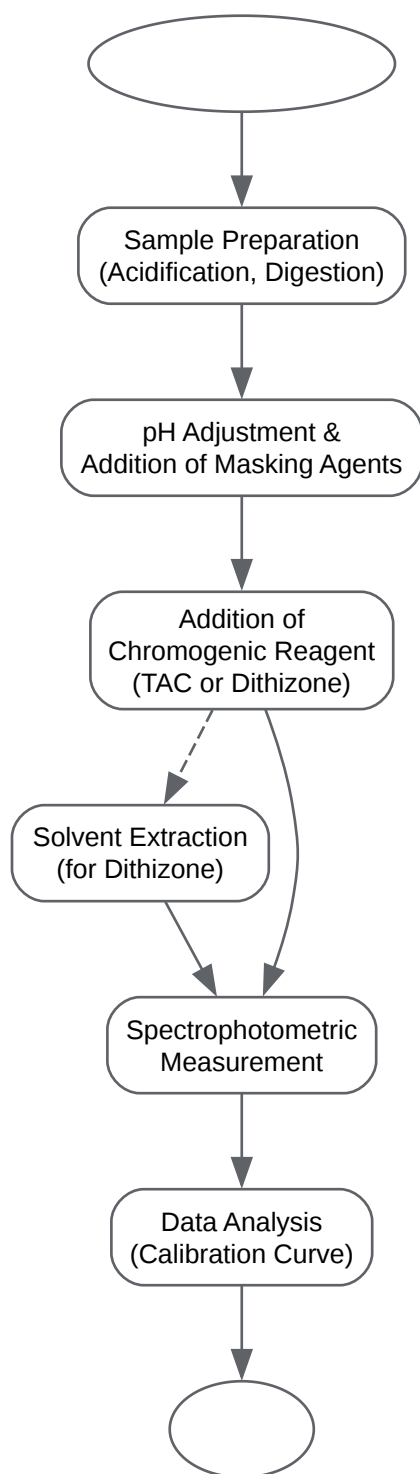 Sample Preparation
(Acidification, Digestion)
pH Adjustment &
Addition of Masking Agents
Addition of
Chromogenic Reagent
(TAC or Dithizone)
Solvent Extraction
(for Dithizone)
Spectrophotometric
Measurement
Data Analysis
(Calibration Curve)